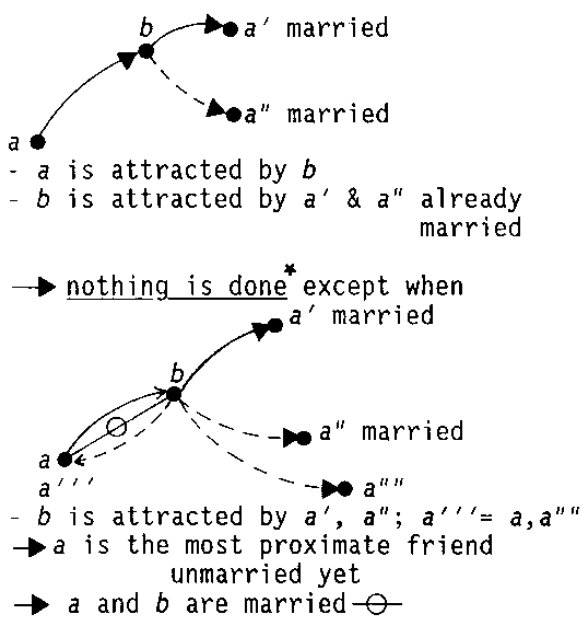 b
a′ married
a″ married
a
- a is attracted by b
- b is attracted by a′ & a″ already
married
→ nothing is done* except when
a′ married
b
a″ married
a
a′′′
a″″
- b is attracted by a′, a″; a′′′= a,a″″
→ a is the most proximate friend
unmarried yet
→ a and b are married